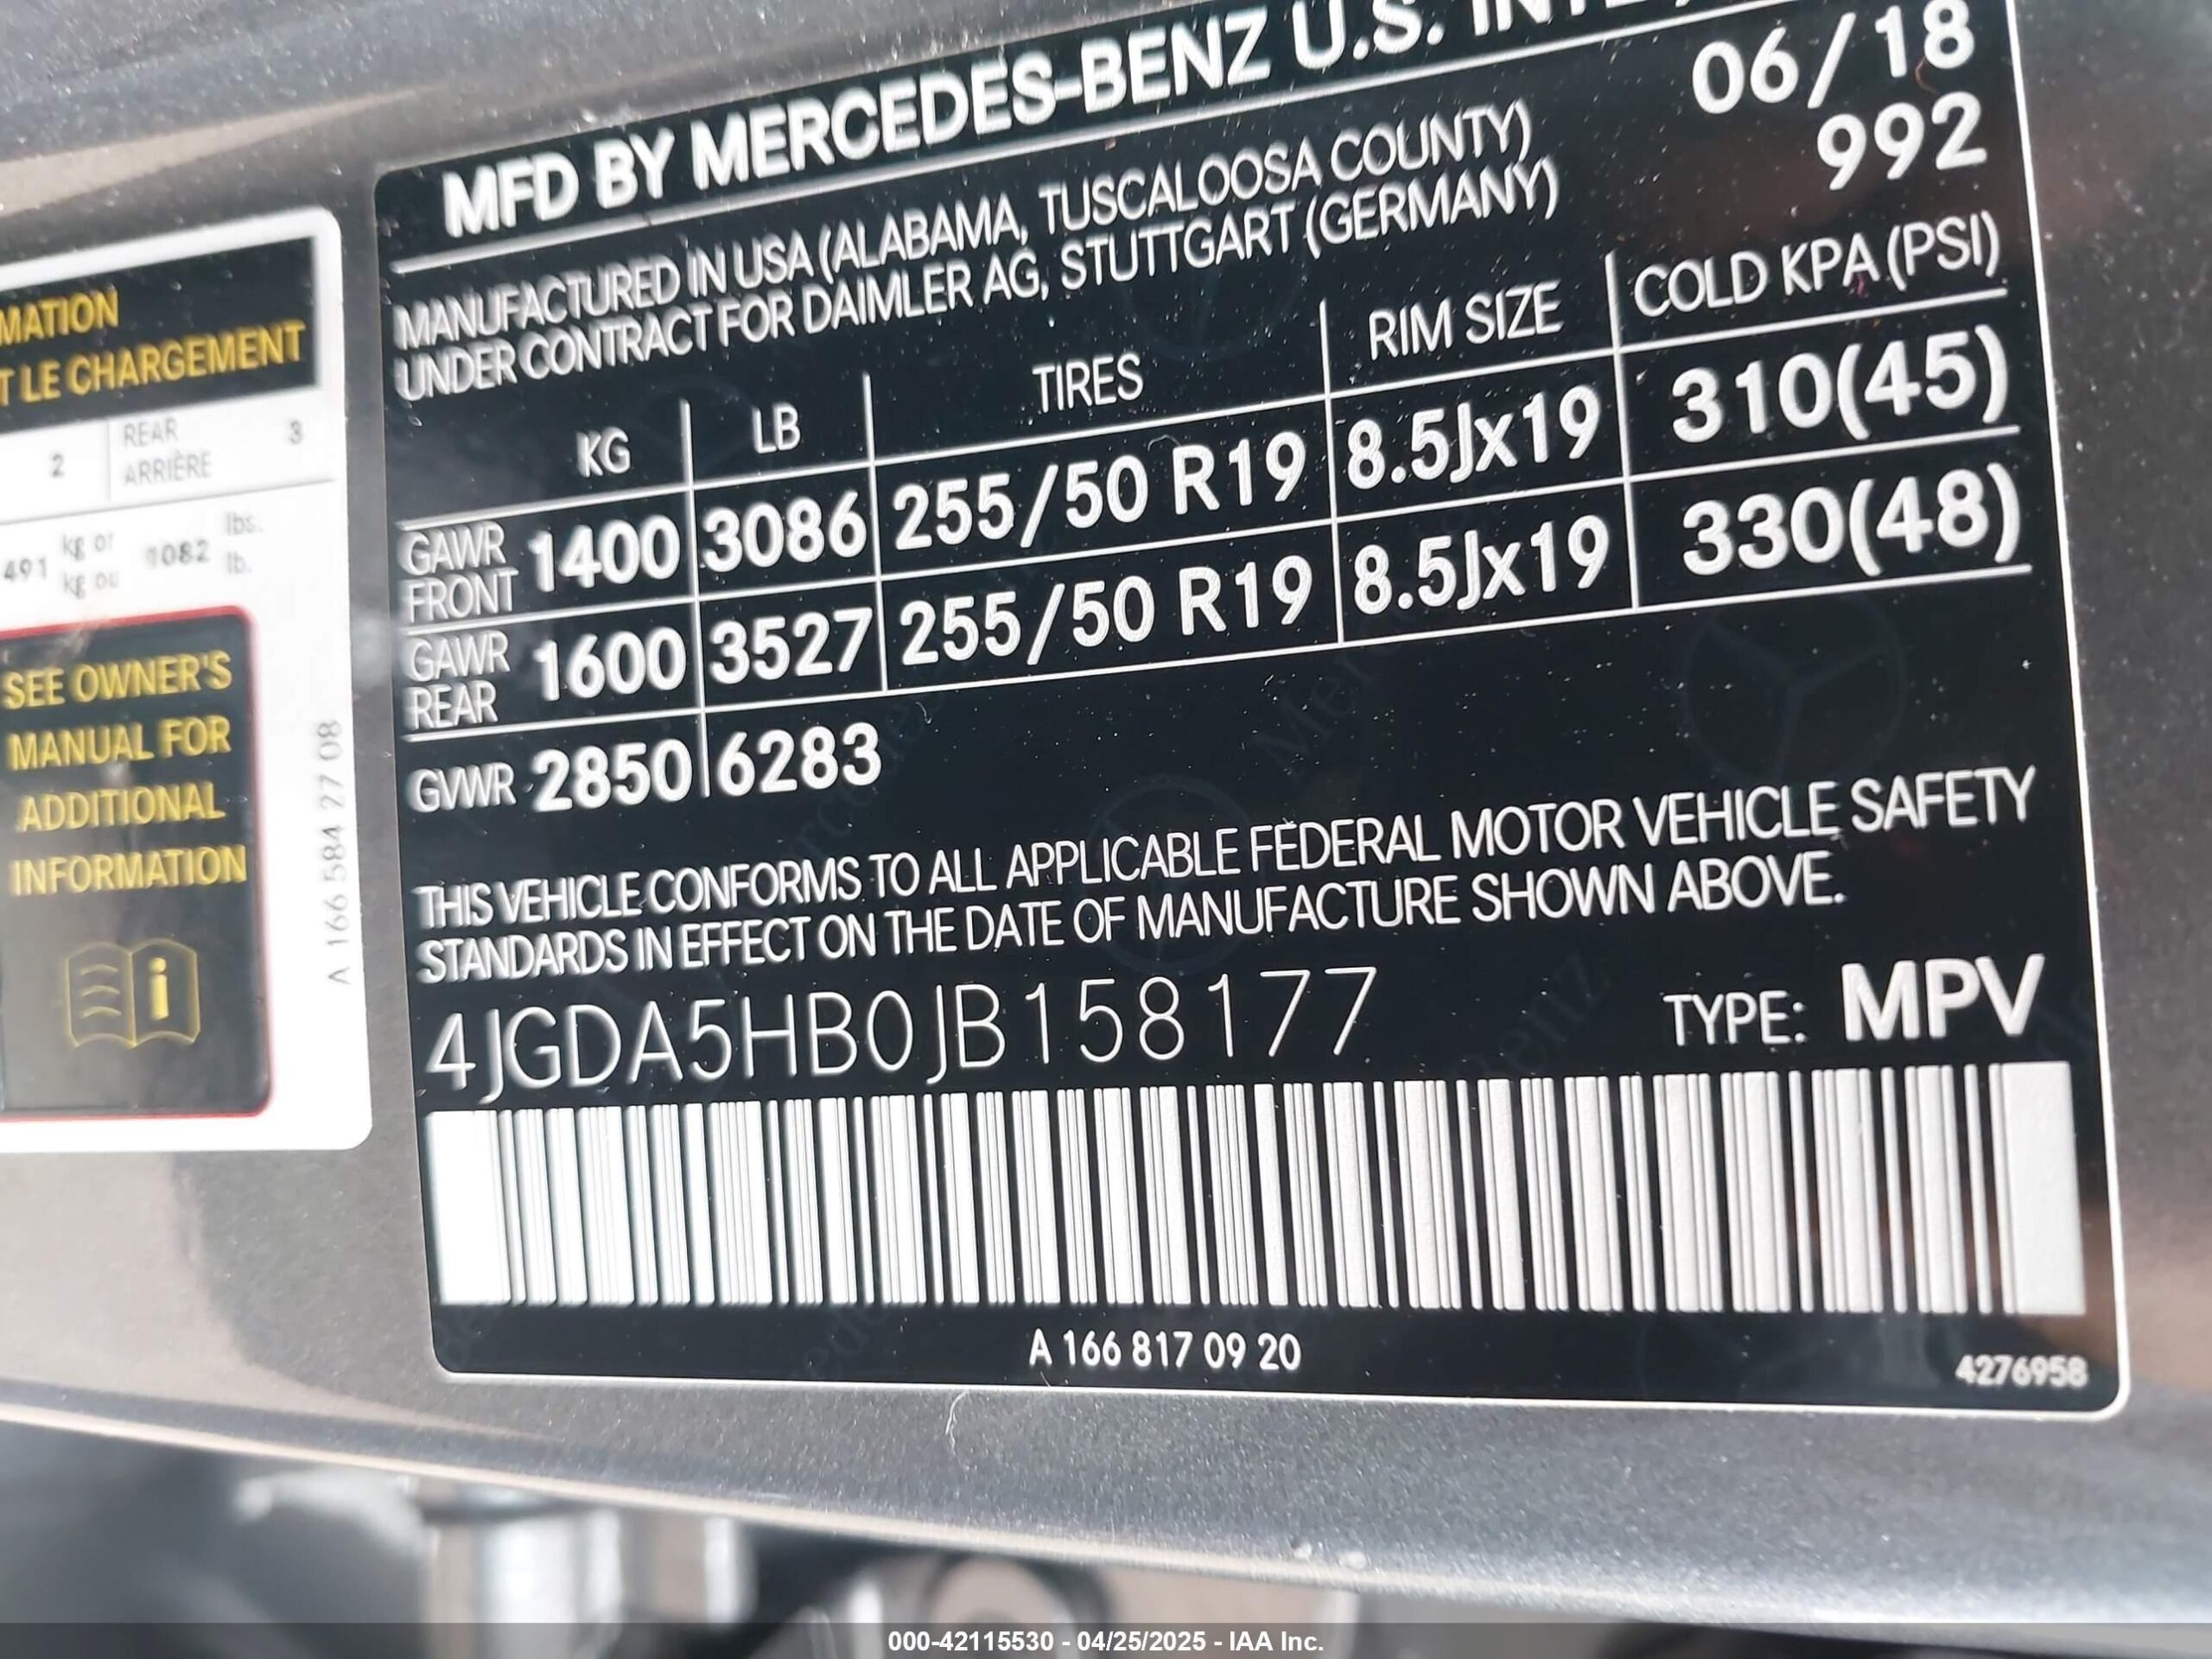 MFD BY MERCEDES-BENZ U.S.
06/18
992
MANUFACTURED IN USA (ALABAMA, TUSCALOOSA COUNTY)
UNDER CONTRACT FOR DAIMLER AG, STUTTGART (GERMANY)
KG LB TIRES RIM SIZE COLD KPA (PSI)
GAWR FRONT 1400 3086 255/50 R19 8.5Jx19 310(45)
GAWR REAR 1600 3527 255/50 R19 8.5Jx19 330(48)
GVWR 2850 6283
THIS VEHICLE CONFORMS TO ALL APPLICABLE FEDERAL MOTOR VEHICLE SAFETY
STANDARDS IN EFFECT ON THE DATE OF MANUFACTURE SHOWN ABOVE.
4JGDA5HB0JB158177 TYPE: MPV
A 166 817 09 20
4276958
LE CHARGEMENT
2 REAR 3
ARRIÈRE
491 kg or 1082 lbs.
kg ou lb.
SEE OWNER'S
MANUAL FOR
ADDITIONAL
INFORMATION
i
A 166 584 27 08
000-42115530 - 04/25/2025 - IAA Inc.